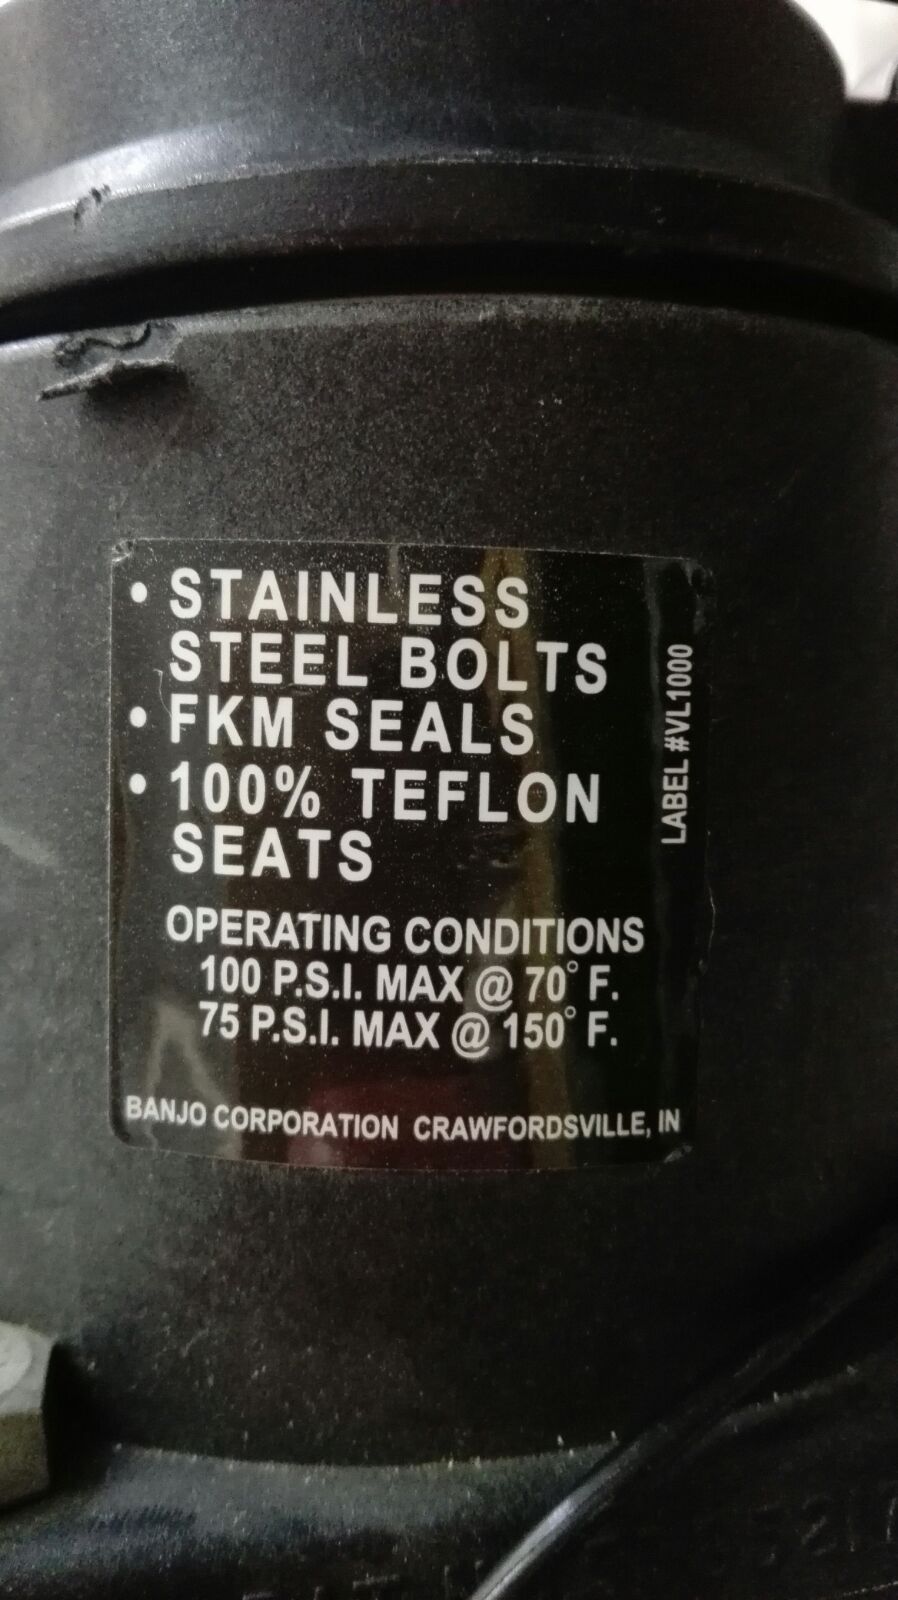 • STAINLESS
STEEL BOLTS
• FKM SEALS
• 100% TEFLON
SEATS
OPERATING CONDITIONS
100 P.S.I. MAX @ 70° F.
75 P.S.I. MAX @ 150° F.
BANJO CORPORATION CRAWFORDSVILLE, IN
LABEL #VL1000